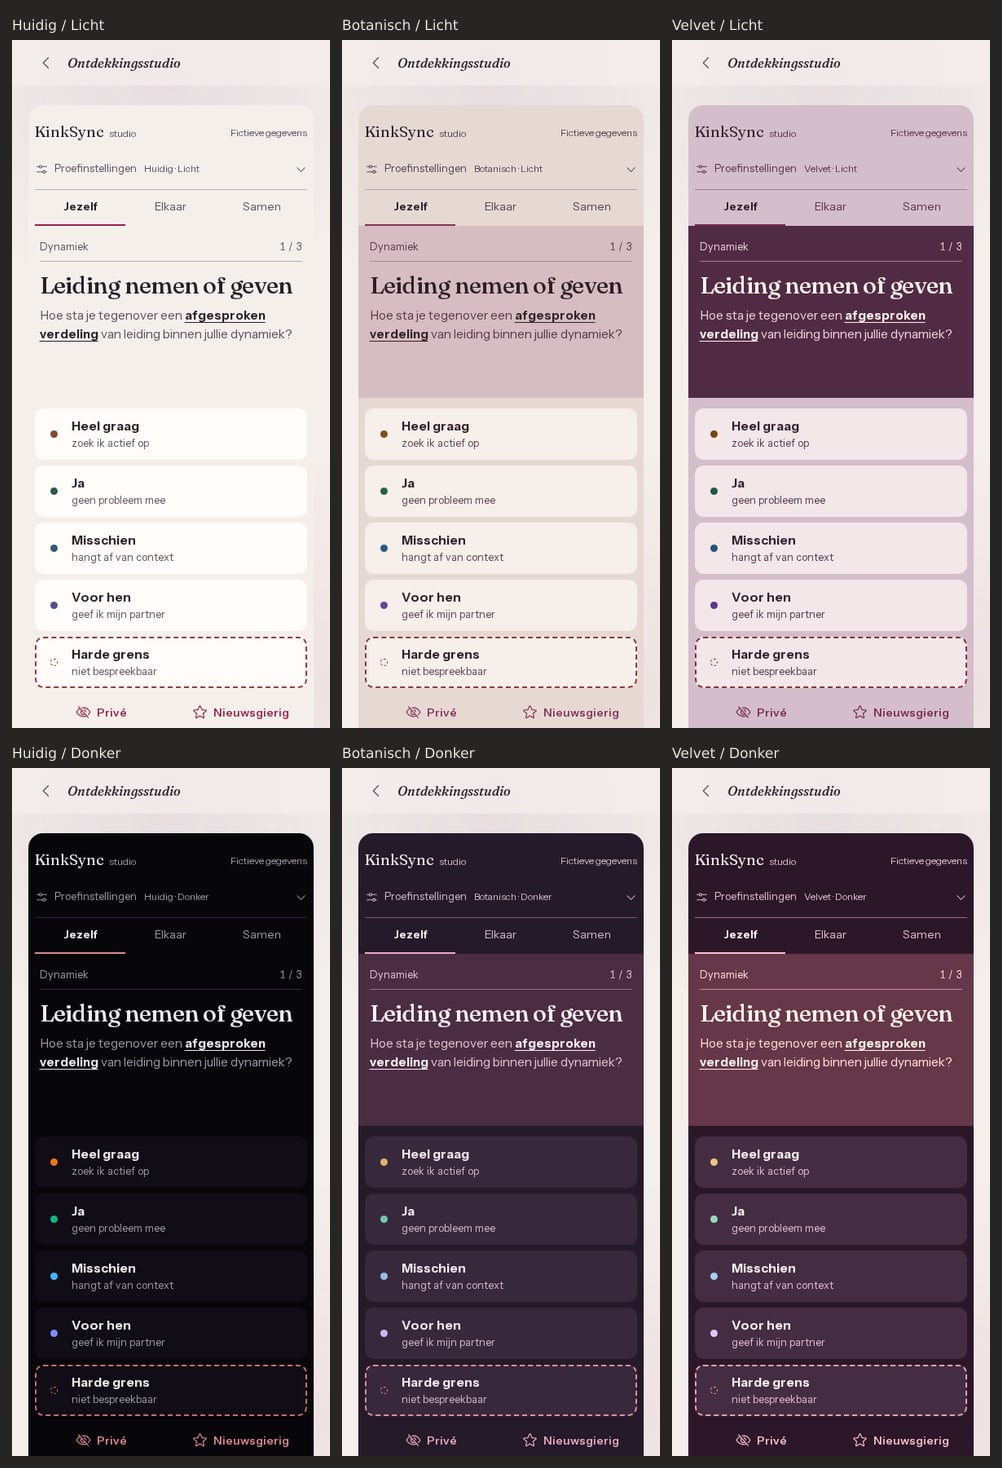 Huidig / Licht
Ontdekkingsstudio
KinkSync studio Fictieve gegevens
Proefinstellingen Huidig · Licht
Jezelf Elkaar Samen
Dynamiek 1 / 3
Leiding nemen of geven
Hoe sta je tegenover een afgesproken
verdeling van leiding binnen jullie dynamiek?
Heel graag
zoek ik actief op
Ja
geen probleem mee
Misschien
hangt af van context
Voor hen
geef ik mijn partner
Harde grens
niet bespreekbaar
Privé Nieuwsgierig
Botanisch / Licht
Ontdekkingsstudio
KinkSync studio Fictieve gegevens
Proefinstellingen Botanisch · Licht
Jezelf Elkaar Samen
Dynamiek 1 / 3
Leiding nemen of geven
Hoe sta je tegenover een afgesproken
verdeling van leiding binnen jullie dynamiek?
Heel graag
zoek ik actief op
Ja
geen probleem mee
Misschien
hangt af van context
Voor hen
geef ik mijn partner
Harde grens
niet bespreekbaar
Privé Nieuwsgierig
Velvet / Licht
Ontdekkingsstudio
KinkSync studio Fictieve gegevens
Proefinstellingen Velvet · Licht
Jezelf Elkaar Samen
Dynamiek 1 / 3
Leiding nemen of geven
Hoe sta je tegenover een afgesproken
verdeling van leiding binnen jullie dynamiek?
Heel graag
zoek ik actief op
Ja
geen probleem mee
Misschien
hangt af van context
Voor hen
geef ik mijn partner
Harde grens
niet bespreekbaar
Privé Nieuwsgierig
Huidig / Donker
Ontdekkingsstudio
KinkSync studio Fictieve gegevens
Proefinstellingen Huidig · Donker
Jezelf Elkaar Samen
Dynamiek 1 / 3
Leiding nemen of geven
Hoe sta je tegenover een afgesproken
verdeling van leiding binnen jullie dynamiek?
Heel graag
zoek ik actief op
Ja
geen probleem mee
Misschien
hangt af van context
Voor hen
geef ik mijn partner
Harde grens
niet bespreekbaar
Privé Nieuwsgierig
Botanisch / Donker
Ontdekkingsstudio
KinkSync studio Fictieve gegevens
Proefinstellingen Botanisch · Donker
Jezelf Elkaar Samen
Dynamiek 1 / 3
Leiding nemen of geven
Hoe sta je tegenover een afgesproken
verdeling van leiding binnen jullie dynamiek?
Heel graag
zoek ik actief op
Ja
geen probleem mee
Misschien
hangt af van context
Voor hen
geef ik mijn partner
Harde grens
niet bespreekbaar
Privé Nieuwsgierig
Velvet / Donker
Ontdekkingsstudio
KinkSync studio Fictieve gegevens
Proefinstellingen Velvet · Donker
Jezelf Elkaar Samen
Dynamiek 1 / 3
Leiding nemen of geven
Hoe sta je tegenover een afgesproken
verdeling van leiding binnen jullie dynamiek?
Heel graag
zoek ik actief op
Ja
geen probleem mee
Misschien
hangt af van context
Voor hen
geef ik mijn partner
Harde grens
niet bespreekbaar
Privé Nieuwsgierig